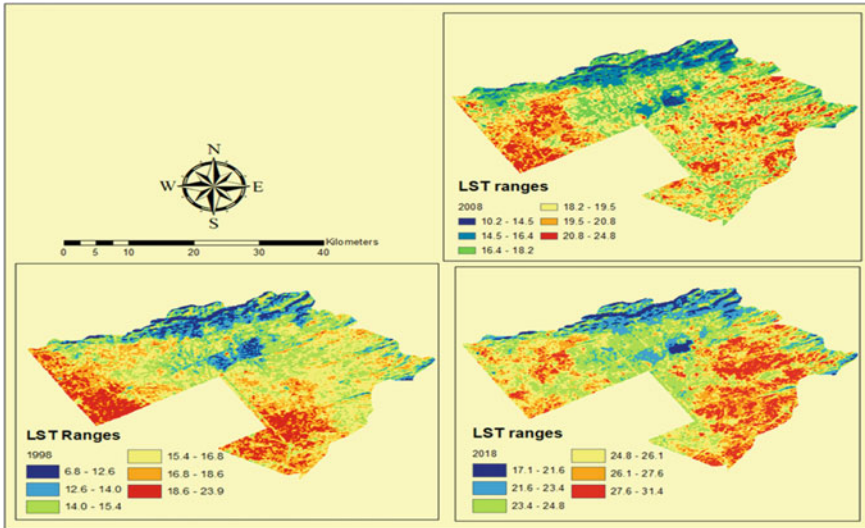 N
W E
S
Kilometers
0 5 10 20 30 40
LST ranges
2008
10.2 - 14.5
14.5 - 16.4
16.4 - 18.2
18.2 - 19.5
19.5 - 20.8
20.8 - 24.8
LST Ranges
1998
6.8 - 12.6
12.6 - 14.0
14.0 - 15.4
15.4 - 16.8
16.8 - 18.6
18.6 - 23.9
LST ranges
2018
17.1 - 21.6
21.6 - 23.4
23.4 - 24.8
24.8 - 26.1
26.1 - 27.6
27.6 - 31.4